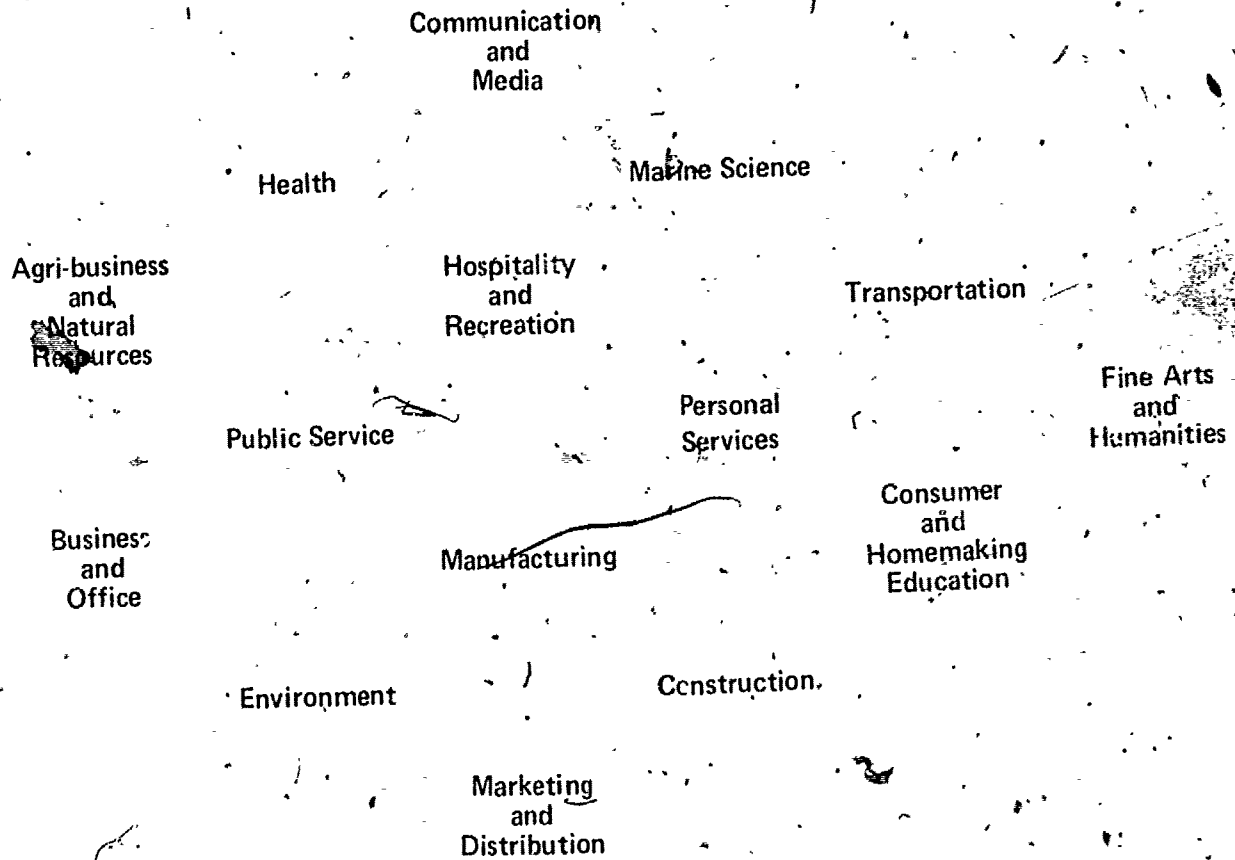 Communication
and
Media
Health
Marine Science
Agri-business
and
Natural
Resources
Hospitality
and
Recreation
Transportation
Fine Arts
and
Humanities
Public Service
Personal
Services
Business
and
Office
Manufacturing
Consumer
and
Homemaking
Education
Environment
Construction
Marketing
and
Distribution